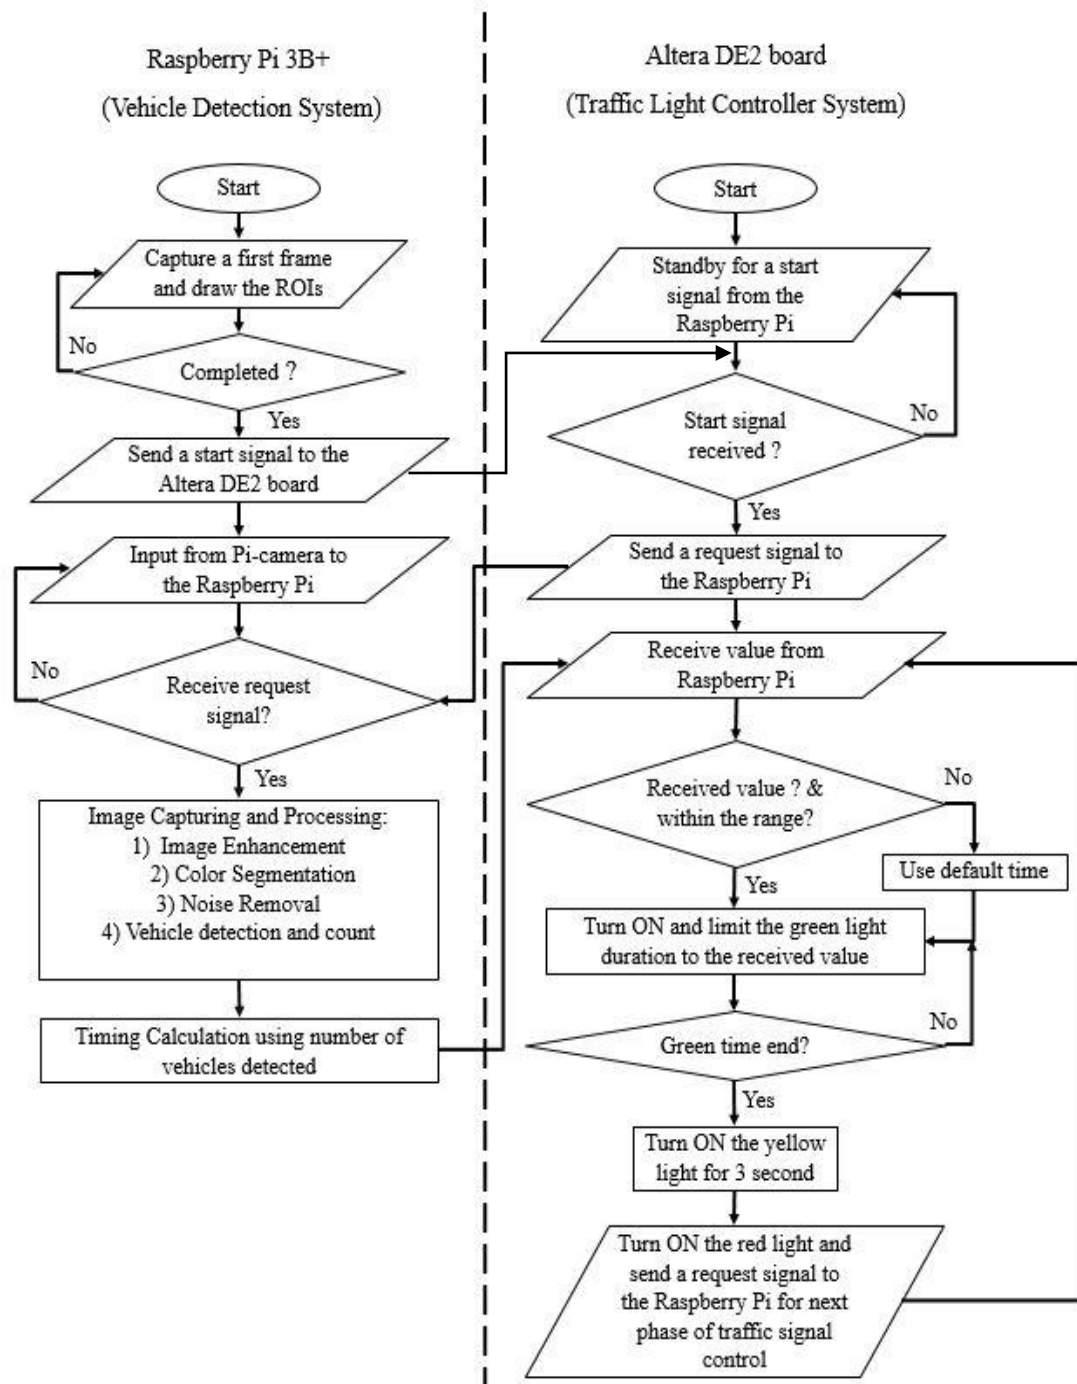 Raspberry Pi 3B+
(Vehicle Detection System)
Start
Capture a first frame
and draw the ROIs
No
Completed ?
Yes
Send a start signal to the
Altera DE2 board
Input from Pi-camera to
the Raspberry Pi
No
Receive request
signal?
Yes
Image Capturing and Processing:
1) Image Enhancement
2) Color Segmentation
3) Noise Removal
4) Vehicle detection and count
Timing Calculation using number of
vehicles detected
Altera DE2 board
(Traffic Light Controller System)
Start
Standby for a start
signal from the
Raspberry Pi
Start signal
received ?
No
Yes
Send a request signal to
the Raspberry Pi
Receive value from
Raspberry Pi
Received value ? &
within the range?
No
Use default time
Yes
Turn ON and limit the green light
duration to the received value
Green time end?
No
Yes
Turn ON the yellow
light for 3 second
Turn ON the red light and
send a request signal to
the Raspberry Pi for next
phase of traffic signal
control